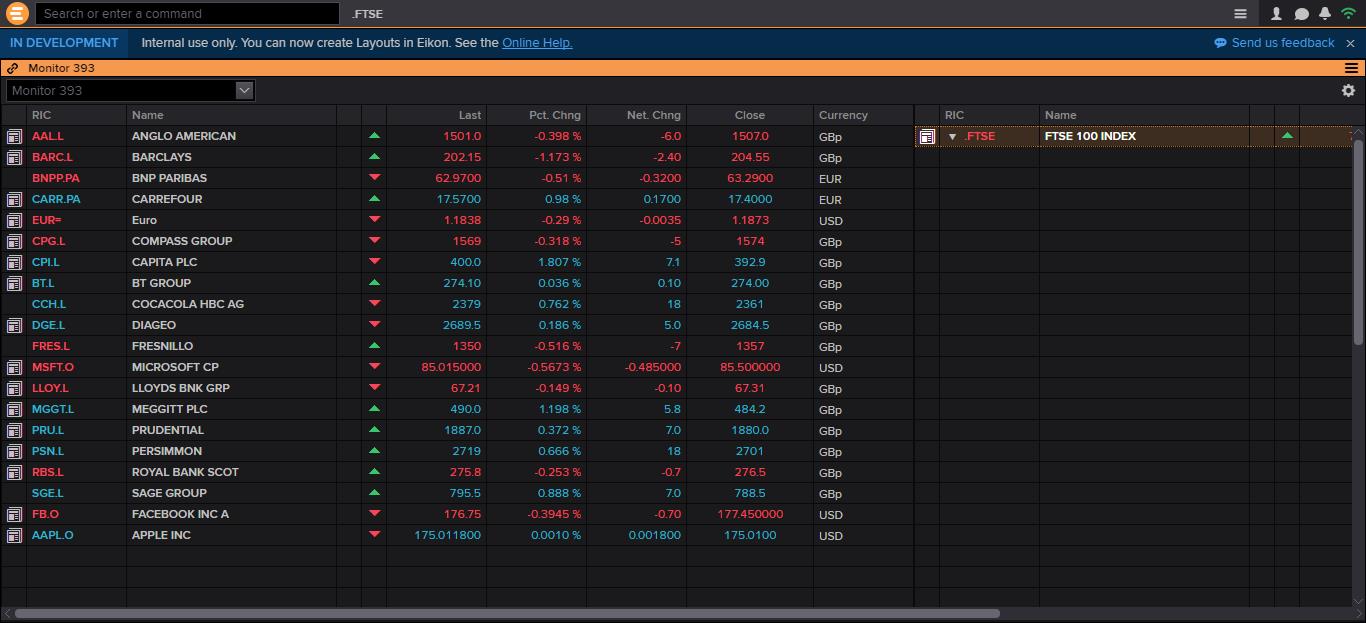 Search or enter a command .FTSE
IN DEVELOPMENT Internal use only. You can now create Layouts in Eikon. See the Online Help. Send us feedback
Monitor 393
Monitor 393
RIC Name Last Pct. Chng Net. Chng Close Currency RIC Name
AAL.L ANGLO AMERICAN 1501.0 -0.398 % -6.0 1507.0 GBp .FTSE FTSE 100 INDEX
BARC.L BARCLAYS 202.15 -1.173 % -2.40 204.55 GBp
BNPP.PA BNP PARIBAS 62.9700 -0.51 % -0.3200 63.2900 EUR
CARR.PA CARREFOUR 17.5700 0.98 % 0.1700 17.4000 EUR
EUR= Euro 1.1838 -0.29 % -0.0035 1.1873 USD
CPG.L COMPASS GROUP 1569 -0.318 % -5 1574 GBp
CPI.L CAPITA PLC 400.0 1.807 % 7.1 392.9 GBp
BT.L BT GROUP 274.10 0.036 % 0.10 274.00 GBp
CCH.L COCACOLA HBC AG 2379 0.762 % 18 2361 GBp
DGE.L DIAGEO 2689.5 0.186 % 5.0 2684.5 GBp
FRES.L FRESNILLO 1350 -0.516 % -7 1357 GBp
MSFT.O MICROSOFT CP 85.015000 -0.5673 % -0.485000 85.500000 USD
LLOY.L LLOYDS BNK GRP 67.21 -0.149 % -0.10 67.31 GBp
MGGT.L MEGGITT PLC 490.0 1.198 % 5.8 484.2 GBp
PRU.L PRUDENTIAL 1887.0 0.372 % 7.0 1880.0 GBp
PSN.L PERSIMMON 2719 0.666 % 18 2701 GBp
RBS.L ROYAL BANK SCOT 275.8 -0.253 % -0.7 276.5 GBp
SGE.L SAGE GROUP 795.5 0.888 % 7.0 788.5 GBp
FB.O FACEBOOK INC A 176.75 -0.3945 % -0.70 177.450000 USD
AAPL.O APPLE INC 175.011800 0.0010 % 0.001800 175.0100 USD